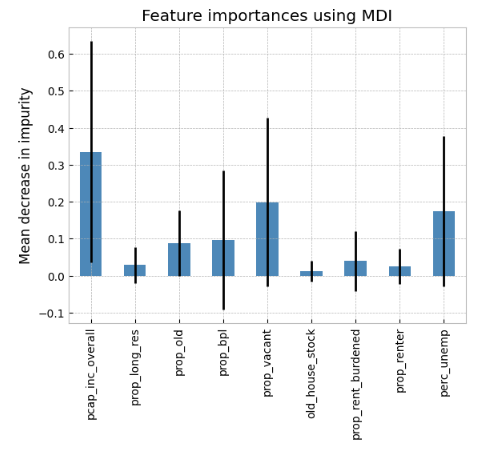 Feature importances using MDI
Mean decrease in impurity
0.6
0.5
0.4
0.3
0.2
0.1
0.0
−0.1
pcap_inc_overall
prop_long_res
prop_old
prop_bpl
prop_vacant
old_house_stock
prop_rent_burdened
prop_renter
perc_unemp